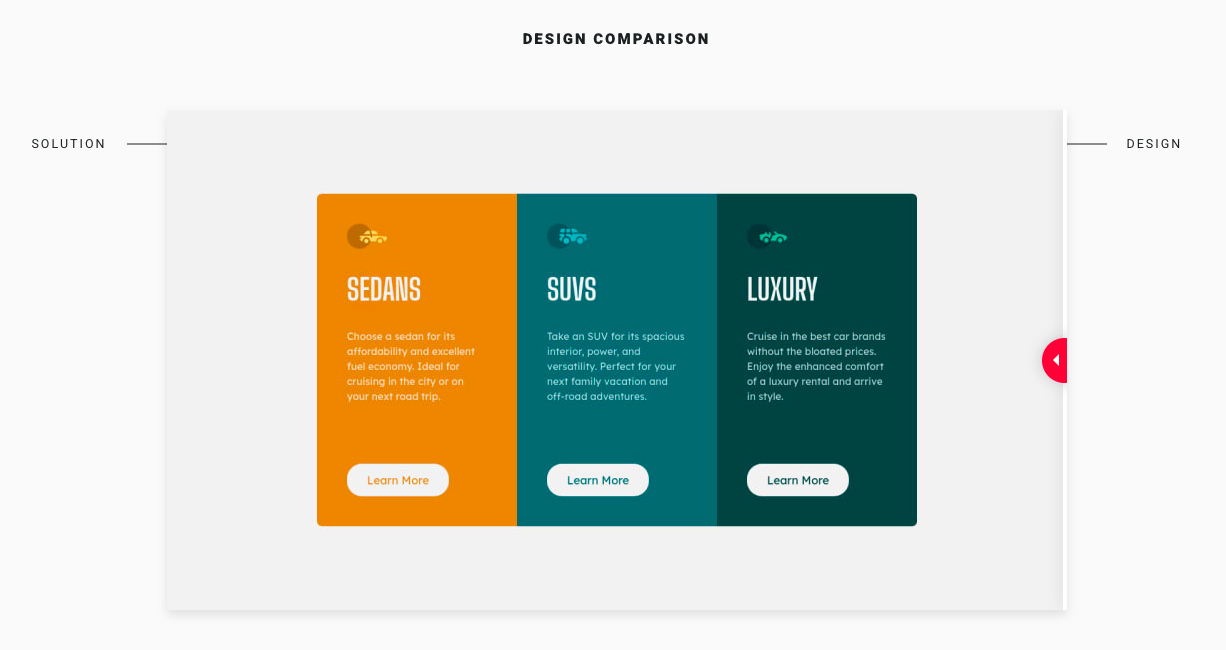 DESIGN COMPARISON
SOLUTION
DESIGN
SEDANS
Choose a sedan for its
affordability and excellent
fuel economy. Ideal for
cruising in the city or on
your next road trip.
Learn More
SUVS
Take an SUV for its spacious
interior, power, and
versatility. Perfect for your
next family vacation and
off-road adventures.
Learn More
LUXURY
Cruise in the best car brands
without the bloated prices.
Enjoy the enhanced comfort
of a luxury rental and arrive
in style.
Learn More